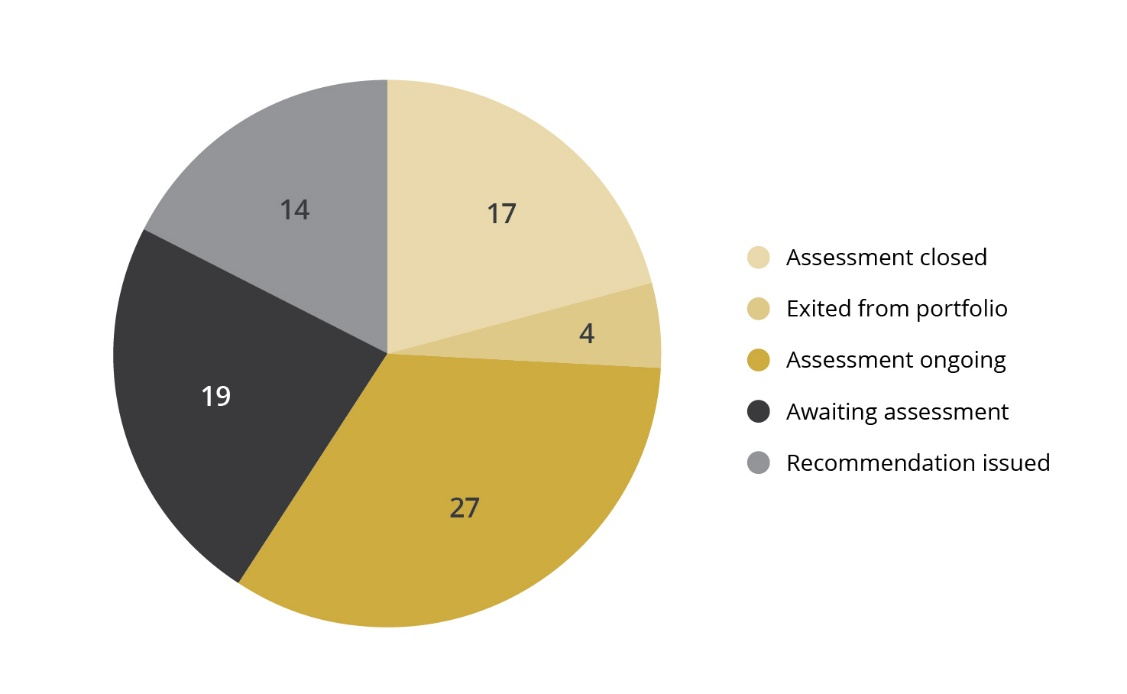 14
17
4
19
27
Assessment closed
Exited from portfolio
Assessment ongoing
Awaiting assessment
Recommendation issued